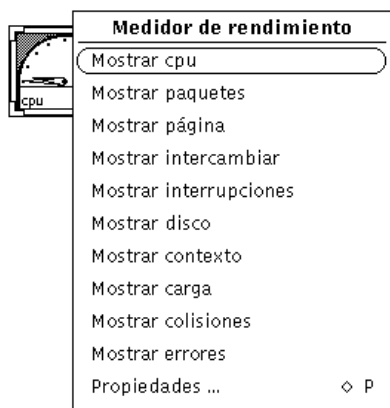 Medidor de rendimiento
Mostrar cpu
cpu
Mostrar paquetes
Mostrar página
Mostrar intercambiar
Mostrar interrupciones
Mostrar disco
Mostrar contexto
Mostrar carga
Mostrar colisiones
Mostrar errores
Propiedades ... ◇ P